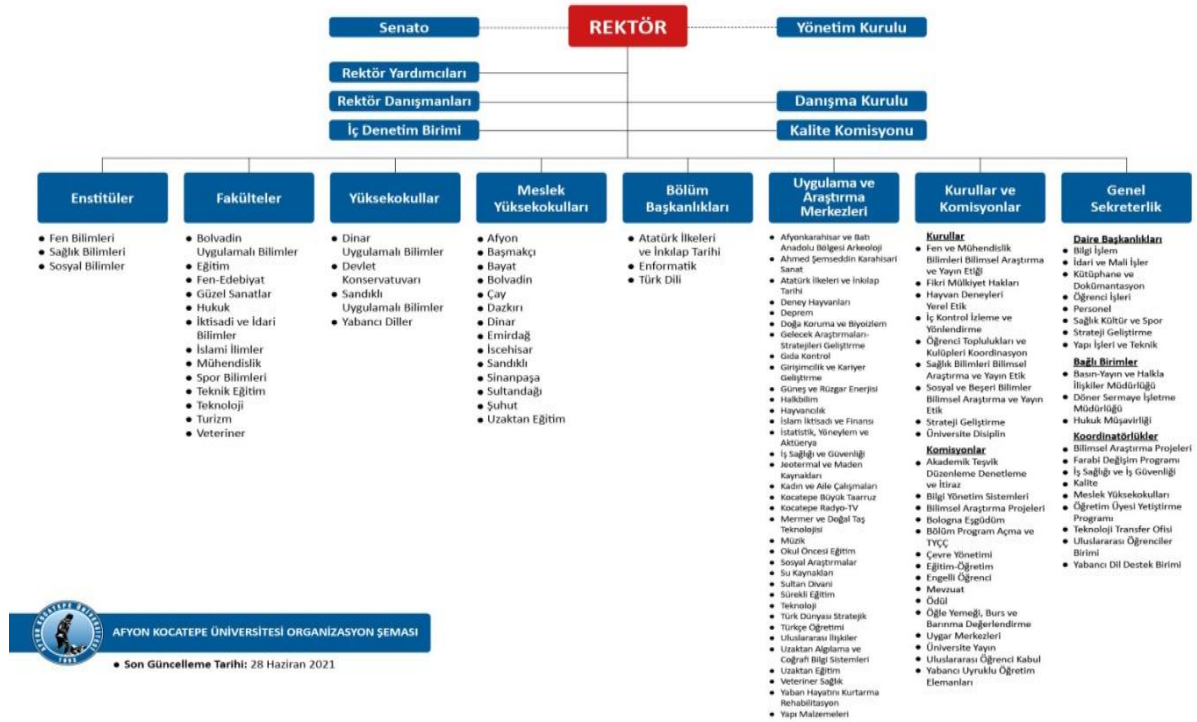 Senato
REKTÖR
Yönetim Kurulu
Rektör Yardımcıları
Rektör Danışmanları
Danışma Kurulu
İç Denetim Birimi
Kalite Komisyonu
Enstitüler
• Fen Bilimleri
• Sağlık Bilimleri
• Sosyal Bilimler
Fakülteler
• Bolvadin
Uygulamalı Bilimler
• Eğitim
• Fen-Edebiyat
• Güzel Sanatlar
• Hukuk
• İktisadi ve İdari
Bilimler
• İslami İlimler
• Mühendislik
• Spor Bilimleri
• Teknik Eğitim
• Teknoloji
• Turizm
• Veteriner
Yüksekokullar
• Dinar
Uygulamalı Bilimler
• Devlet
Konservatuvarı
• Sandıklı
Uygulamalı Bilimler
• Yabancı Diller
Meslek
Yüksekokulları
• Afyon
• Başmakçı
• Bayat
• Bolvadin
• Çay
• Dazkırı
• Dinar
• Emirdağ
• İscehisar
• Sandıklı
• Sinanpaşa
• Sultandağı
• Şuhut
• Uzaktan Eğitim
Bölüm
Başkanlıkları
• Atatürk İlkeleri
ve İnkılap Tarihi
• Enformatik
• Türk Dili
Uygulama ve
Araştırma
Merkezleri
• Afyonkarahisar ve Batı
Anadolu Bölgesi Arkeoloji
• Ahmed Şemseddin Karahisari
Sanat
• Atatürk İlkeleri ve İnkılap
Tarihi
• Deney Hayvanları
• Deprem
• Doğa Koruma ve Biyoizlem
• Gelecek Araştırmaları-
Stratejileri Geliştirme
• Gıda Kontrol
• Girişimcilik ve Kariyer
Geliştirme
• Güneş ve Rüzgar Enerjisi
• Halkbilim
• Hayvancılık
• İslam İktisadı ve Finansı
• İstatistik, Yöneylem ve
Aktüerya
• İş Sağlığı ve Güvenliği
• Jeotermal ve Maden
Kaynakları
• Kadın ve Aile Çalışmaları
• Kocatepe Büyük Taarruz
• Kocatepe Radyo-TV
• Mermer ve Doğal Taş
Teknolojisi
• Müzik
• Okul Öncesi Eğitim
• Sosyal Araştırmalar
• Su Kaynakları
• Sultan Divani
• Sürekli Eğitim
• Teknoloji
• Türk Dünyası Stratejik
• Türkçe Öğretimi
• Uluslararası İlişkiler
• Uzaktan Algılama ve
Coğrafi Bilgi Sistemleri
• Uzaktan Eğitim
• Veteriner Sağlık
• Yaban Hayatını Kurtarma
Rehabilitasyon
• Yapı Malzemeleri
Kurullar ve
Komisyonlar
Kurullar
• Fen ve Mühendislik
Bilimleri Bilimsel Araştırma
ve Yayın Etiği
• Fikri Mülkiyet Hakları
• Hayvan Deneyleri
Yerel Etik
• İç Kontrol İzleme ve
Yönlendirme
• Öğrenci Toplulukları ve
Kulüpleri Koordinasyon
• Sağlık Bilimleri Bilimsel
Araştırma ve Yayın Etik
• Sosyal ve Beşeri Bilimler
Bilimsel Araştırma ve Yayın
Etik
• Strateji Geliştirme
• Üniversite Disiplin
Komisyonlar
• Akademik Teşvik
Düzenleme Denetleme
ve İtiraz
• Bilgi Yönetim Sistemleri
• Bilimsel Araştırma Projeleri
• Bologna Eşgüdüm
• Bölüm Program Açma ve
TYÇÇ
• Çevre Yönetimi
• Eğitim-Öğretim
• Engelli Öğrenci
• Mevzuat
• Ödül
• Öğle Yemeği, Burs ve
Barınma Değerlendirme
• Uygar Merkezleri
• Üniversite Yayın
• Uluslararası Öğrenci Kabul
• Yabancı Uyruklu Öğretim
Elemanları
Genel
Sekreterlik
Daire Başkanlıkları
• Bilgi İşlem
• İdari ve Mali İşler
• Kütüphane ve
Dokümantasyon
• Öğrenci İşleri
• Personel
• Sağlık Kültür ve Spor
• Strateji Geliştirme
• Yapı İşleri ve Teknik
Bağlı Birimler
• Basın-Yayın ve Halkla
İlişkiler Müdürlüğü
• Döner Sermaye İşletme
Müdürlüğü
• Hukuk Müşavirliği
Koordinatörlükler
• Bilimsel Araştırma Projeleri
• Farabi Değişim Programı
• İş Sağlığı ve İş Güvenliği
• Kalite
• Meslek Yüksekokulları
• Öğretim Üyesi Yetiştirme
Programı
• Teknoloji Transfer Ofisi
• Uluslararası Öğrenciler
Birimi
• Yabancı Dil Destek Birimi
AFYON KOCATEPE ÜNİVERSİTESİ
1992
AFYON KOCATEPE ÜNİVERSİTESİ ORGANİZASYON ŞEMASI
• Son Güncelleme Tarihi: 28 Haziran 2021